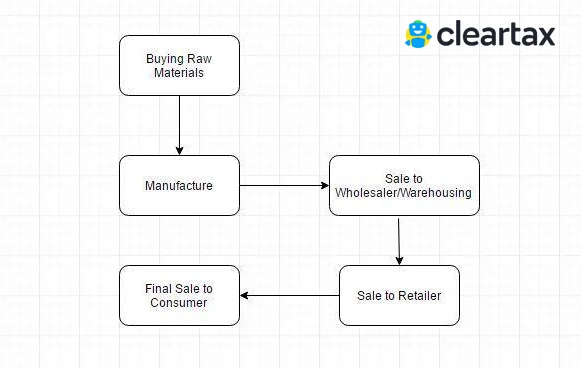 cleartax
Buying Raw
Materials
Manufacture
Sale to
Wholesaler/Warehousing
Final Sale to
Consumer
Sale to Retailer